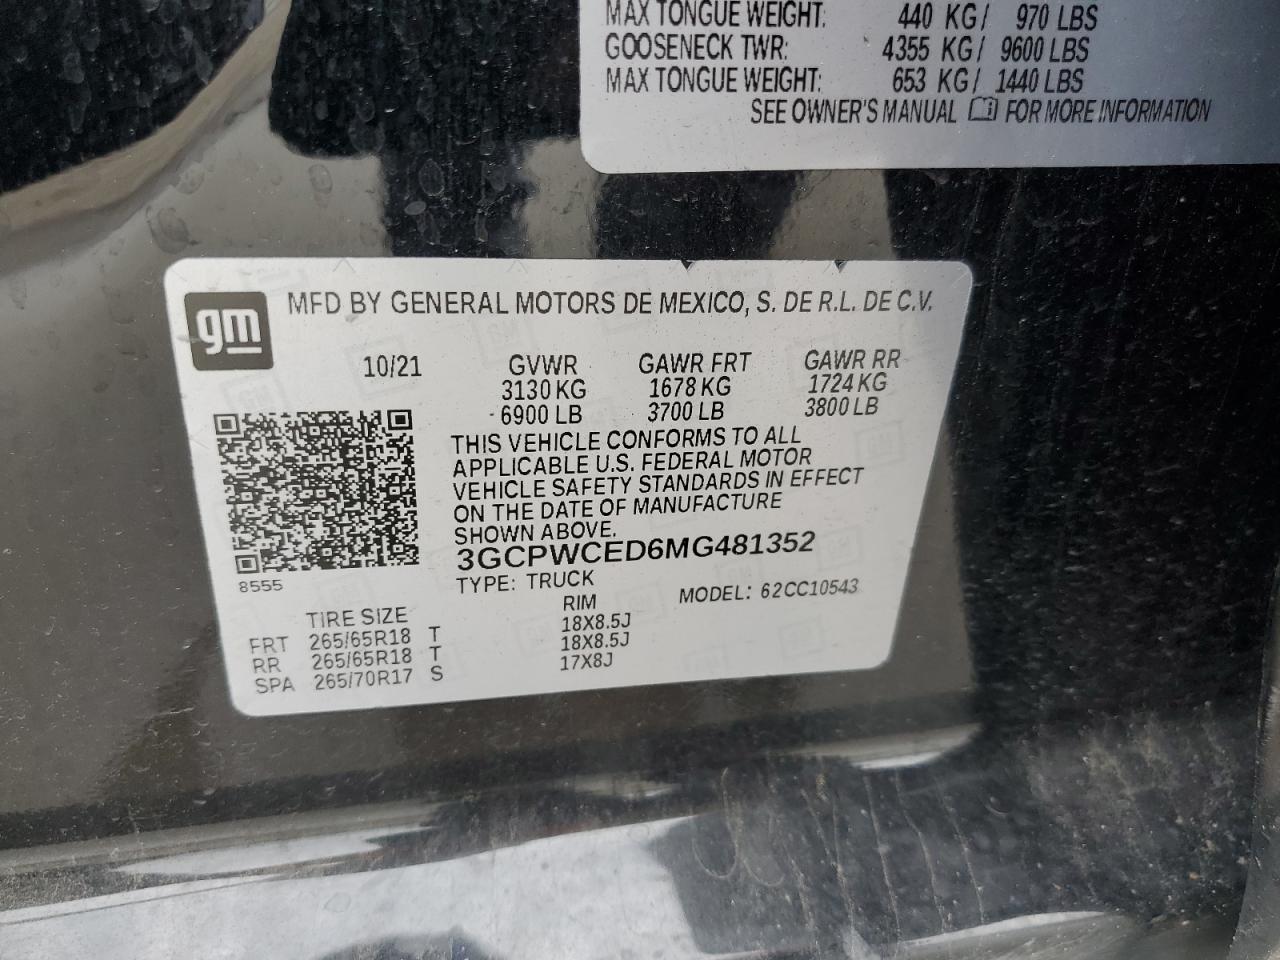 MAX TONGUE WEIGHT: 440 KG/ 970 LBS
GOOSENECK TWR: 4355 KG/ 9600 LBS
MAX TONGUE WEIGHT: 653 KG/ 1440 LBS
SEE OWNER'S MANUAL FOR MORE INFORMATION
gm MFD BY GENERAL MOTORS DE MEXICO, S. DE R.L. DE C.V.
10/21 GVWR GAWR FRT GAWR RR
3130 KG 1678 KG 1724 KG
6900 LB 3700 LB 3800 LB
THIS VEHICLE CONFORMS TO ALL
APPLICABLE U.S. FEDERAL MOTOR
VEHICLE SAFETY STANDARDS IN EFFECT
ON THE DATE OF MANUFACTURE
SHOWN ABOVE.
3GCPWCED6MG481352
8555 TYPE: TRUCK MODEL: 62CC10543
TIRE SIZE RIM
FRT 265/65R18 T 18X8.5J
RR 265/65R18 T 18X8.5J
SPA 265/70R17 S 17X8J